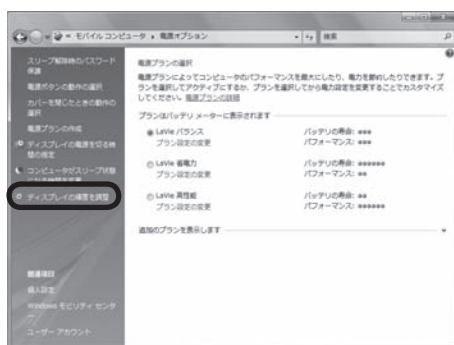 モバイル コンピュータ ▸ 電源オプション
検索
スリープ解除時のパスワード
保護
電源ボタンの動作の選択
カバーを閉じたときの動作の
選択
電源プランの作成
ディスプレイの電源を切る時
間の指定
コンピュータがスリープ状態
になる時間を変更
ディスプレイの輝度を調整
関連項目
個人設定
Windows モビリティ センタ
ー
ユーザー アカウント
電源プランの選択
電源プランによってコンピュータのパフォーマンスを最大にしたり、電力を節約したりできます。プ
ランを選択してアクティブにするか、プランを選択してから電力設定を変更することでカスタマイズ
してください。電源プランの詳細
プランはバッテリ メーターに表示されます
LaVie バランス バッテリの寿命:
プラン設定の変更 パフォーマンス:
LaVie 省電力 バッテリの寿命:
プラン設定の変更 パフォーマンス:
LaVie 高性能 バッテリの寿命:
プラン設定の変更 パフォーマンス:
追加のプランを表示します